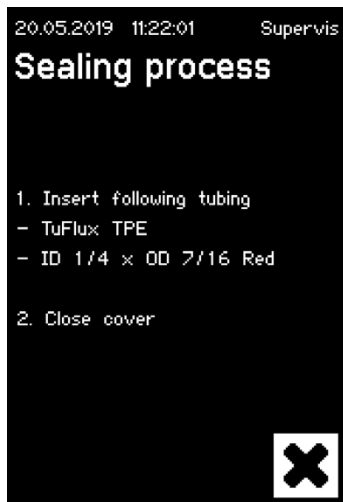 20.05.2019 11:22:01 Supervis
Sealing process
1. Insert following tubing
- TuFlux TPE
- ID 1/4 x OD 7/16 Red
2. Close cover